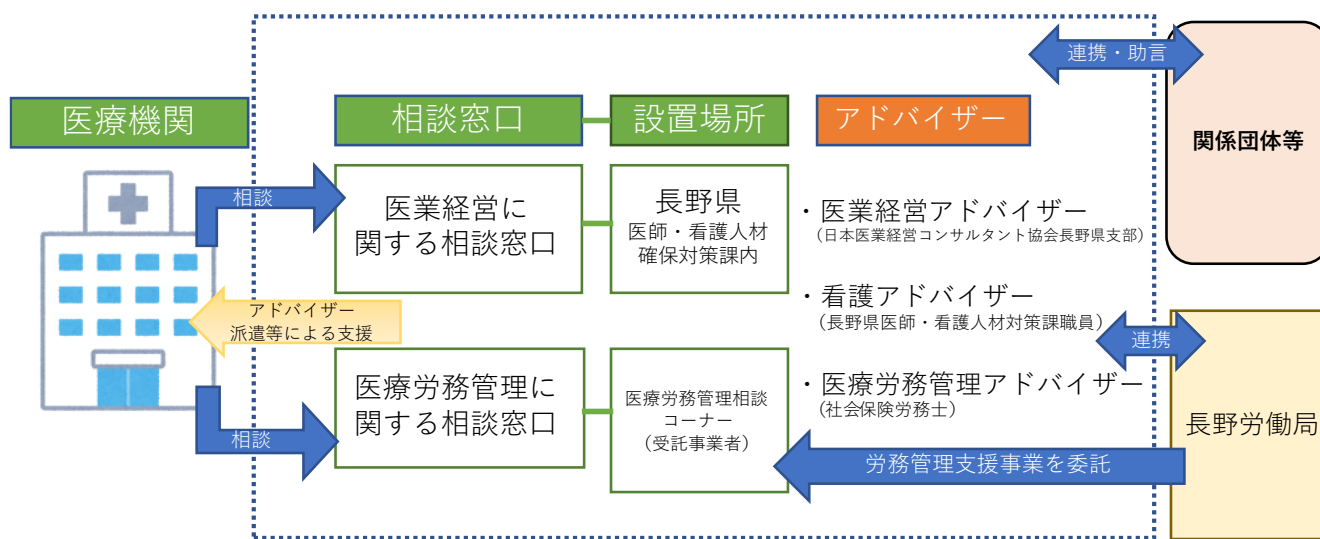 連携・助言
医療機関
相談窓口
設置場所
アドバイザー
関係団体等
相談
医業経営に
関する相談窓口
長野県
医師・看護人材
確保対策課内
・医業経営アドバイザー
(日本医業経営コンサルタント協会長野県支部)
アドバイザー
派遣等による支援
・看護アドバイザー
(長野県医師・看護人材対策課職員)
連携
医療労務管理に
関する相談窓口
医療労務管理相談
コーナー
(受託事業者)
・医療労務管理アドバイザー
(社会保険労務士)
長野労働局
相談
労務管理支援事業を委託